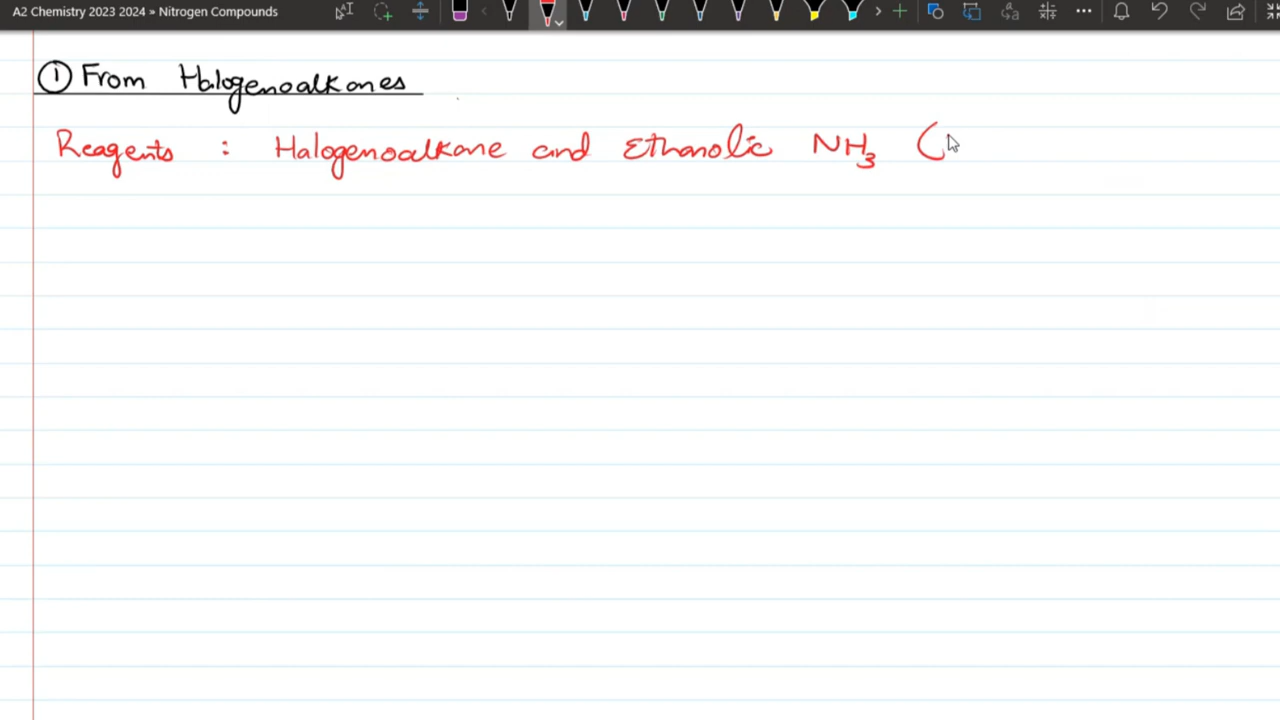 A2 Chemistry 2023 2024 » Nitrogen Compounds
① From Halogenoalkanes
Reagents : Halogenoalkane and Ethanolic NH₃ (